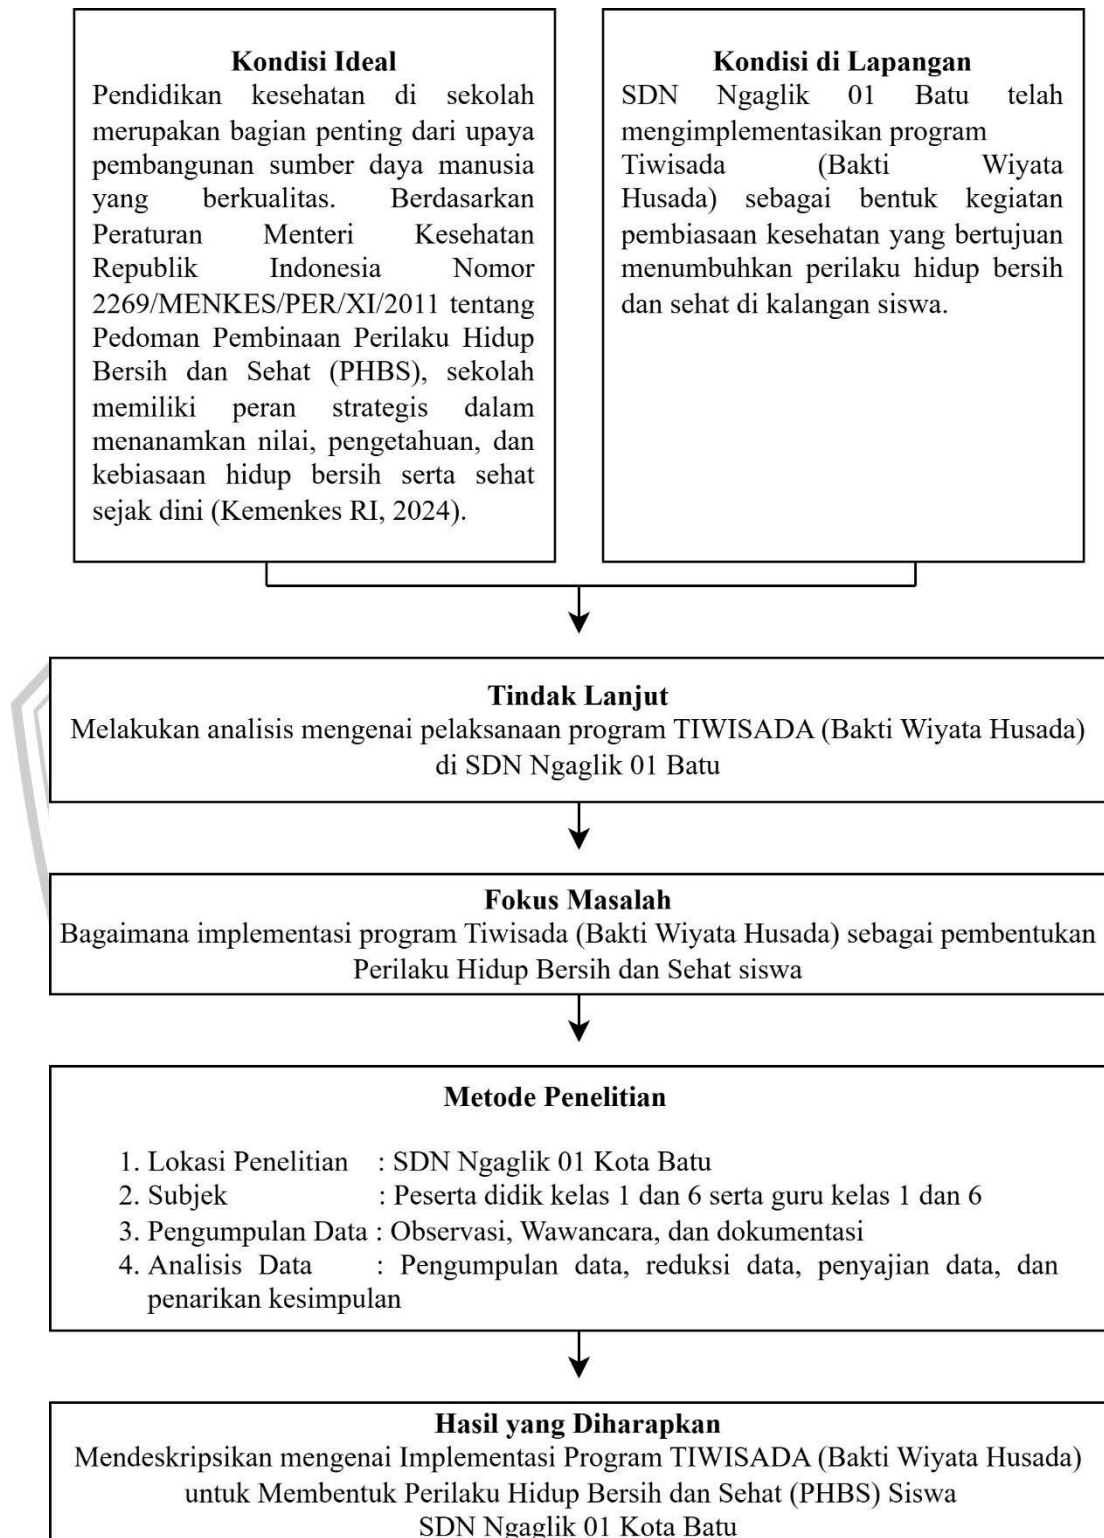 Kondisi Ideal
Pendidikan kesehatan di sekolah
merupakan bagian penting dari upaya
pembangunan sumber daya manusia
yang berkualitas. Berdasarkan
Peraturan Menteri Kesehatan
Republik Indonesia Nomor
2269/MENKES/PER/XI/2011 tentang
Pedoman Pembinaan Perilaku Hidup
Bersih dan Sehat (PHBS), sekolah
memiliki peran strategis dalam
menanamkan nilai, pengetahuan, dan
kebiasaan hidup bersih serta sehat
sejak dini (Kemenkes RI, 2024).
Kondisi di Lapangan
SDN Ngaglik 01 Batu telah
mengimplementasikan program
Tiwisada (Bakti Wiyata
Husada) sebagai bentuk kegiatan
pembiasaan kesehatan yang bertujuan
menumbuhkan perilaku hidup bersih
dan sehat di kalangan siswa.
Tindak Lanjut
Melakukan analisis mengenai pelaksanaan program TIWISADA (Bakti Wiyata Husada)
di SDN Ngaglik 01 Batu
Fokus Masalah
Bagaimana implementasi program Tiwisada (Bakti Wiyata Husada) sebagai pembentukan
Perilaku Hidup Bersih dan Sehat siswa
Metode Penelitian
1. Lokasi Penelitian : SDN Ngaglik 01 Kota Batu
2. Subjek : Peserta didik kelas 1 dan 6 serta guru kelas 1 dan 6
3. Pengumpulan Data : Observasi, Wawancara, dan dokumentasi
4. Analisis Data : Pengumpulan data, reduksi data, penyajian data, dan
penarikan kesimpulan
Hasil yang Diharapkan
Mendeskripsikan mengenai Implementasi Program TIWISADA (Bakti Wiyata Husada)
untuk Membentuk Perilaku Hidup Bersih dan Sehat (PHBS) Siswa
SDN Ngaglik 01 Kota Batu